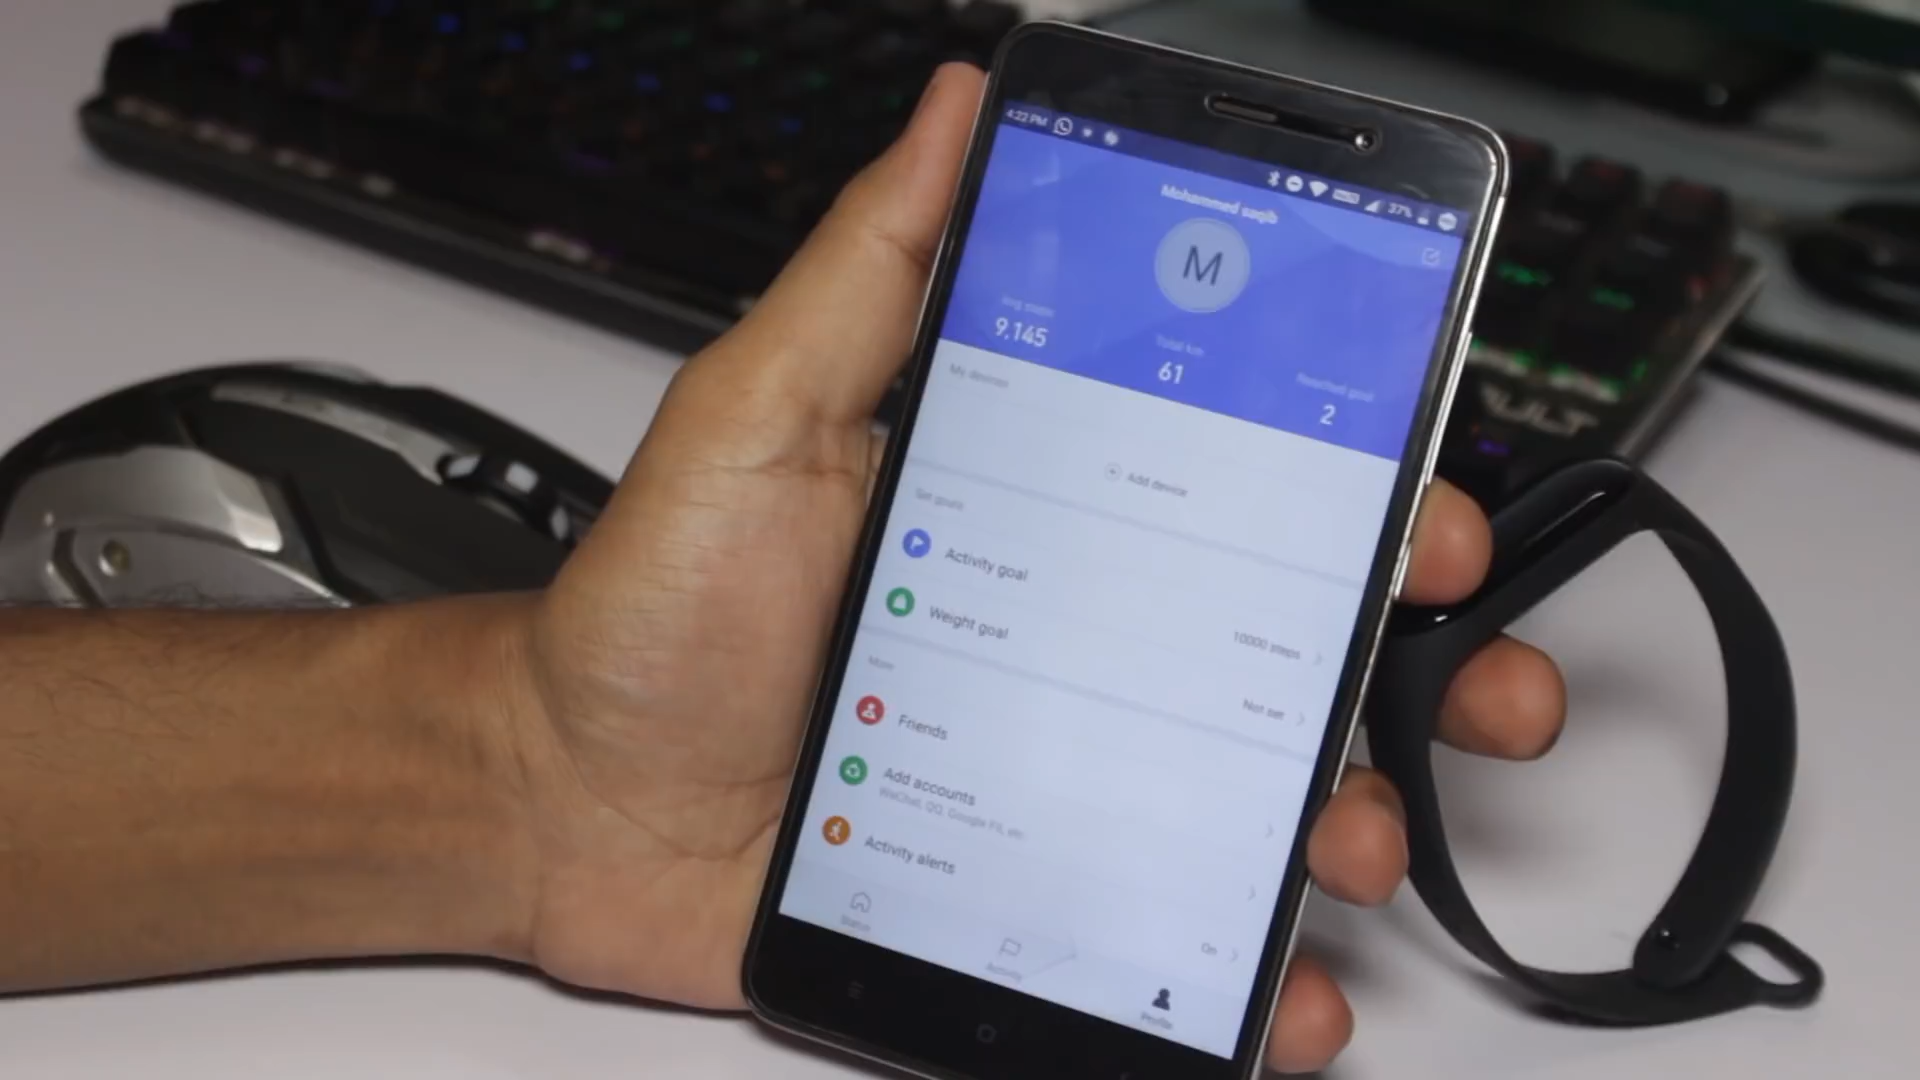 4:22 PM
37%
Mohammed saqib
M
Avg steps
9,145
Total km
61
Reached goal
2
My devices
Add device
Set goals
Activity goal
10000 steps
Weight goal
Not set
More
Friends
Add accounts
WeChat, QQ, Google Fit, etc.
Activity alerts
On
Status
Activity
Profile